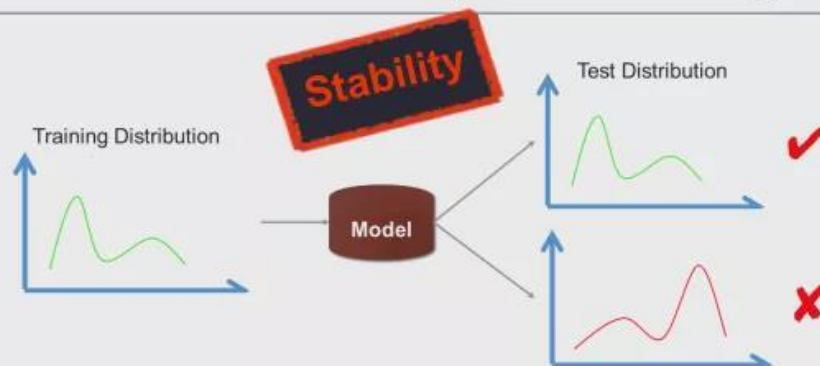 Stability
Test Distribution
Training Distribution
Model